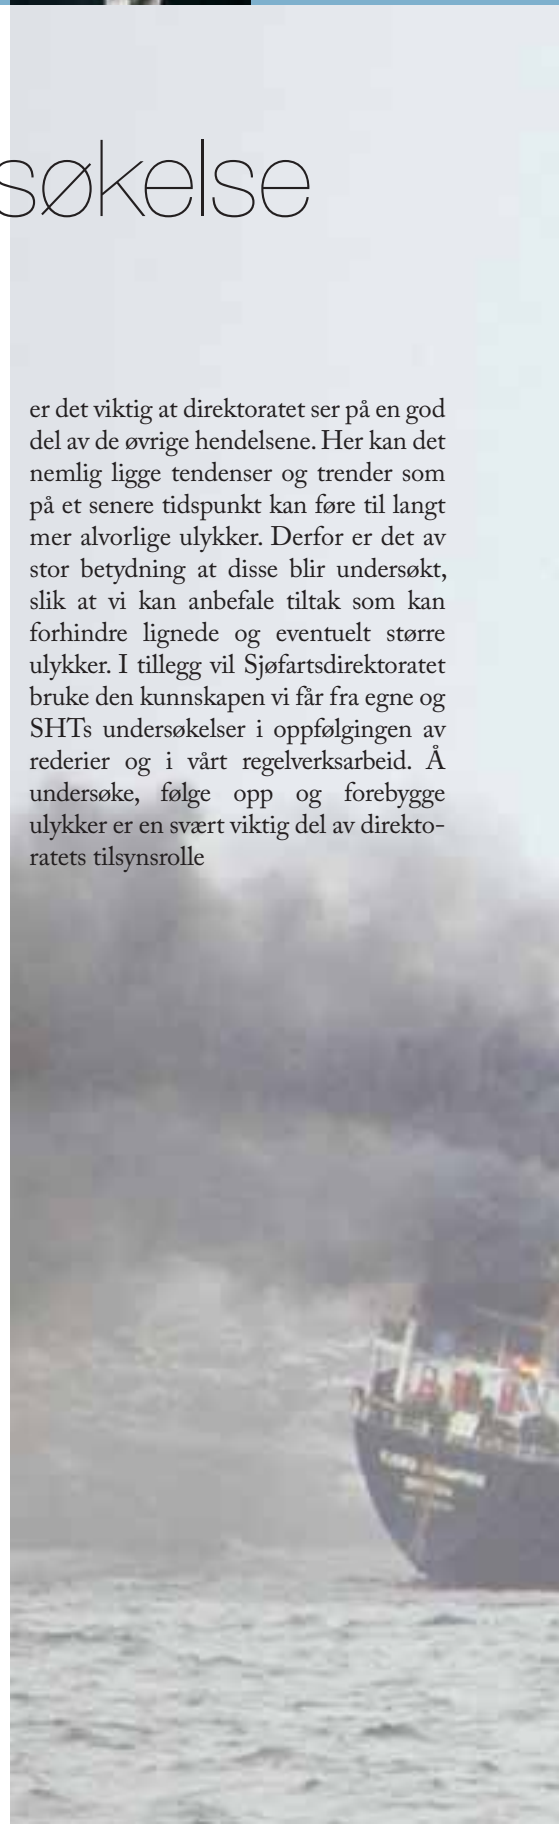 søkelse
er det viktig at direktoratet ser på en god
del av de øvrige hendelsene. Her kan det
nemlig ligge tendenser og trender som
på et senere tidspunkt kan føre til langt
mer alvorlige ulykker. Derfor er det av
stor betydning at disse blir undersøkt,
slik at vi kan anbefale tiltak som kan
forhindre lignede og eventuelt større
ulykker. I tillegg vil Sjøfartsdirektoratet
bruke den kunnskapen vi får fra egne og
SHTs undersøkelser i oppfølgingen av
rederier og i vårt regelverksarbeid. Å
undersøke, følge opp og forebygge
ulykker er en svært viktig del av direkto-
ratets tilsynsrolle